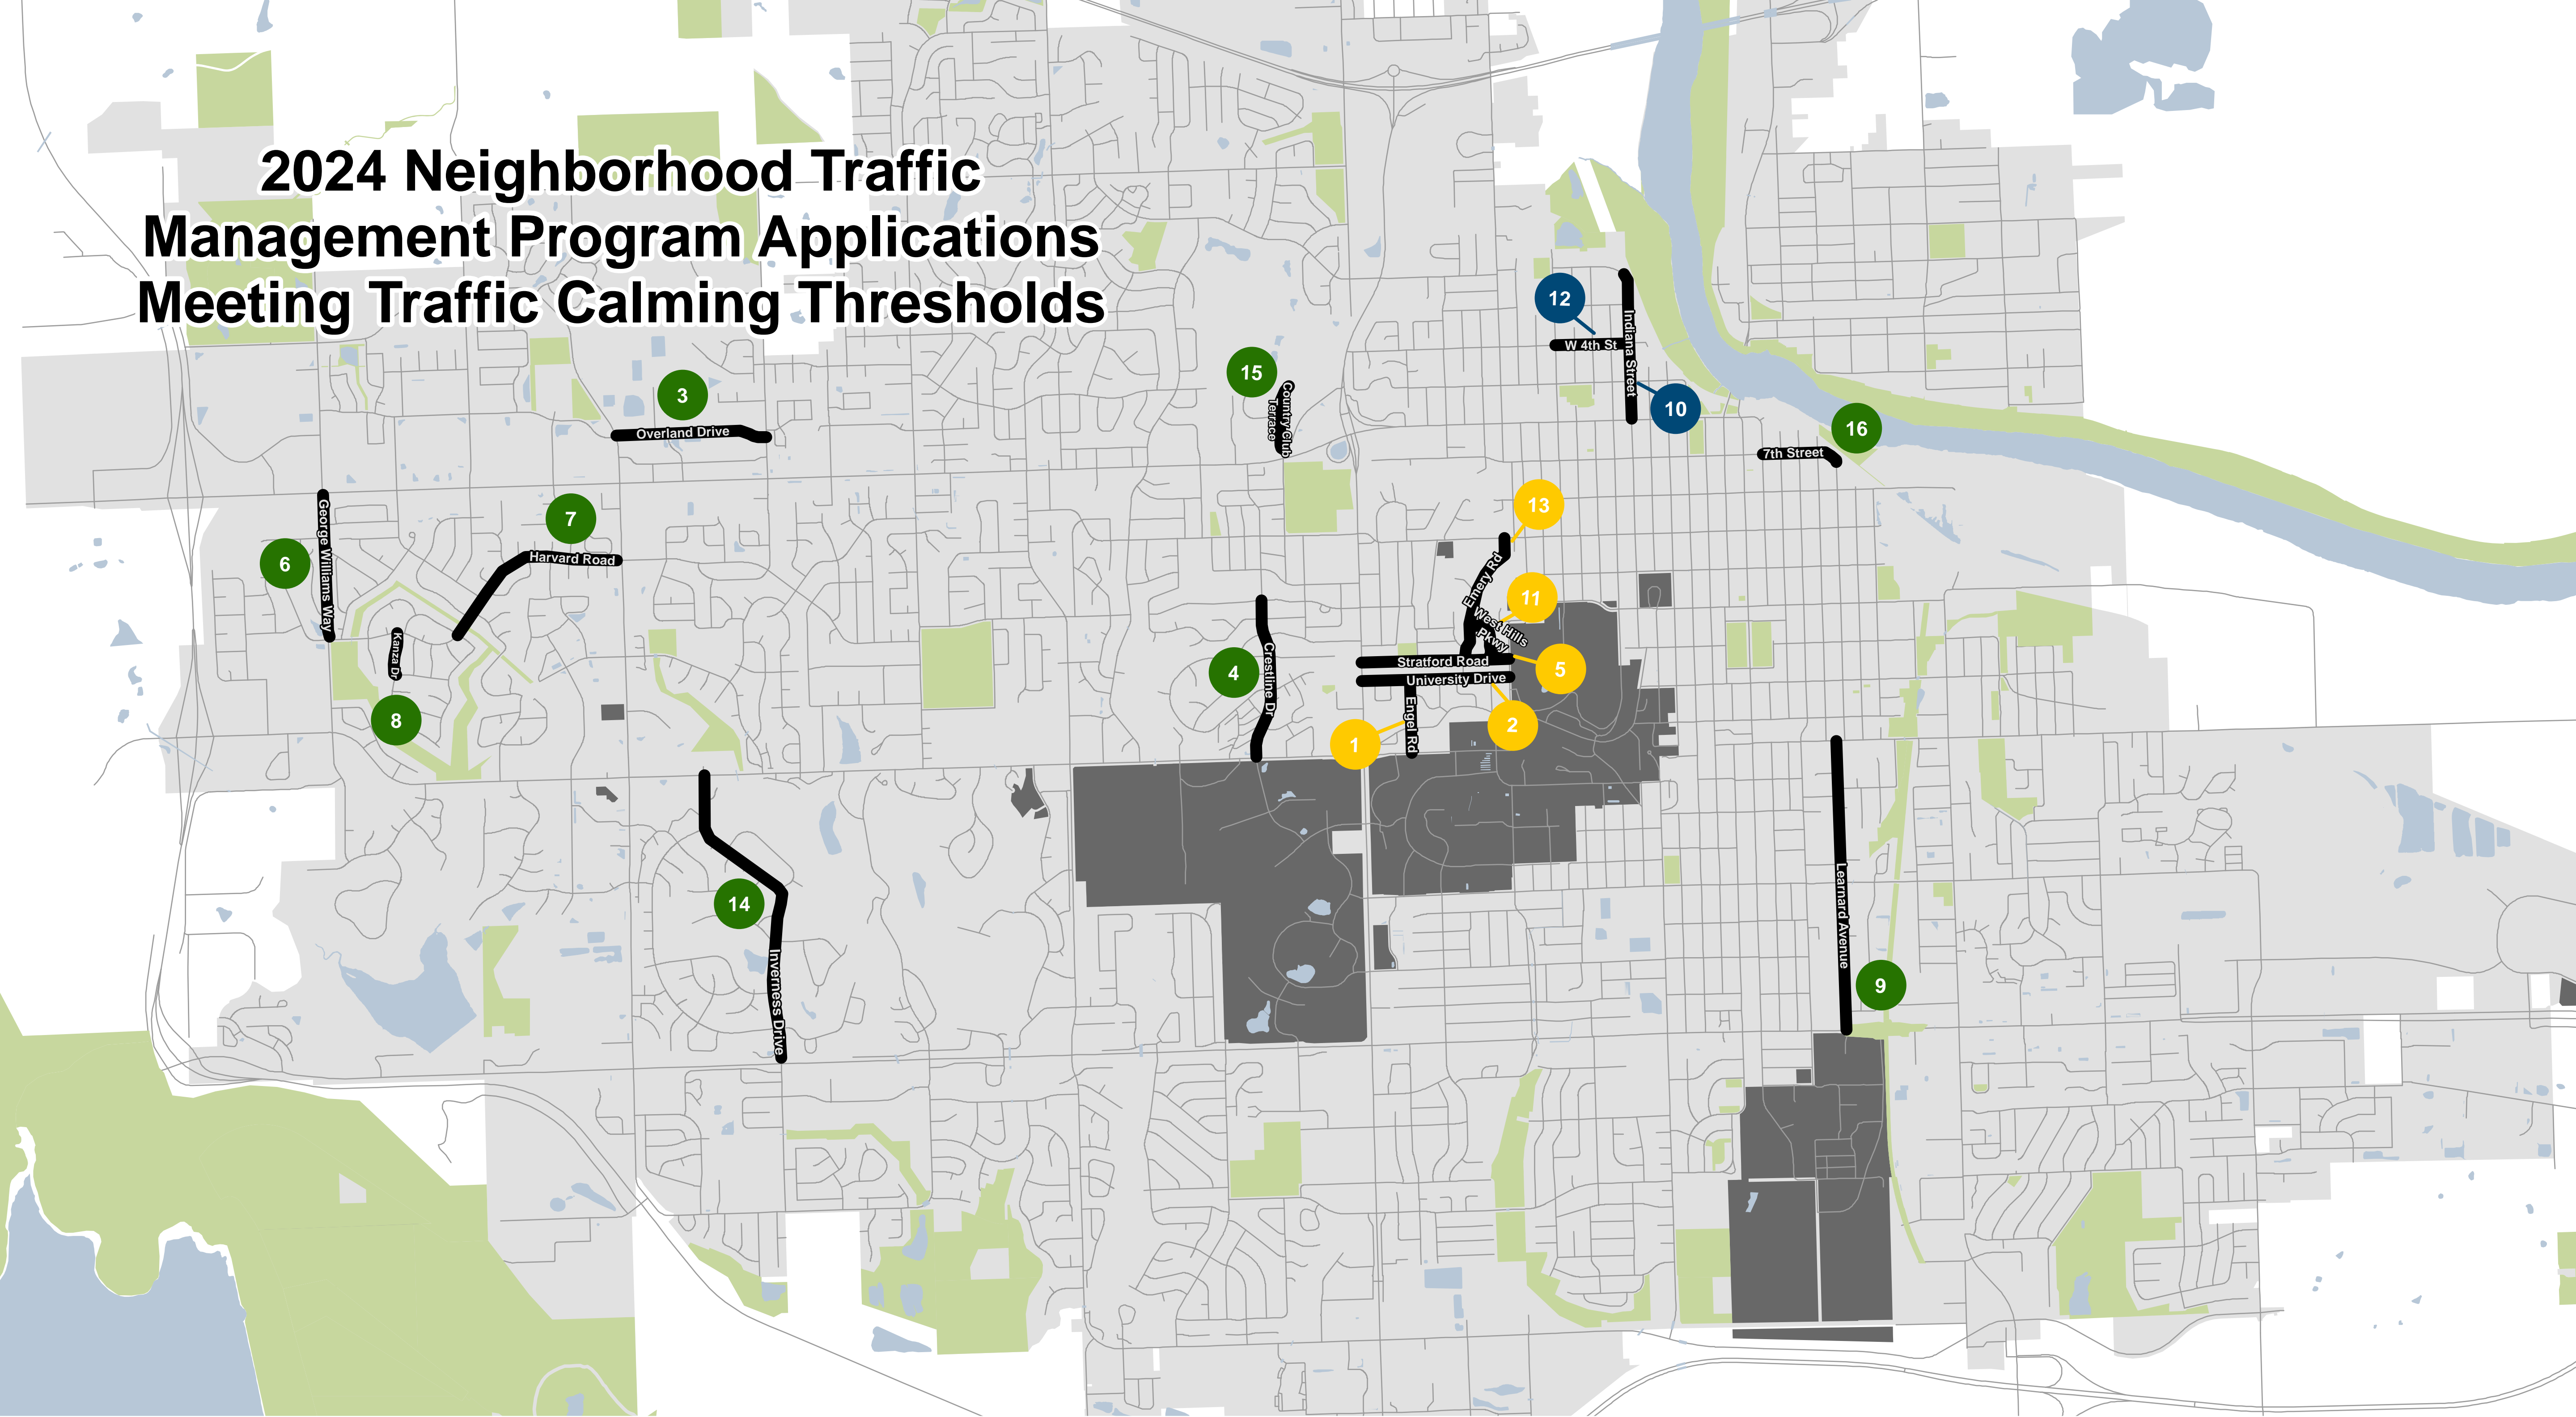 2024 Neighborhood Traffic
Management Program Applications
Meeting Traffic Calming Thresholds
12
W 4th St
Indiana Street
10
15
Country Club
Terrace
3
Overland Drive
16
7th Street
13
Emery Rd
7
Harvard Road
6
George Williams Way
11
West Hills
Pkwy
Kanza Dr
8
4
Crestline Dr
Stratford Road
5
University Drive
2
Engel Rd
1
14
Inverness Drive
Learnard Avenue
9